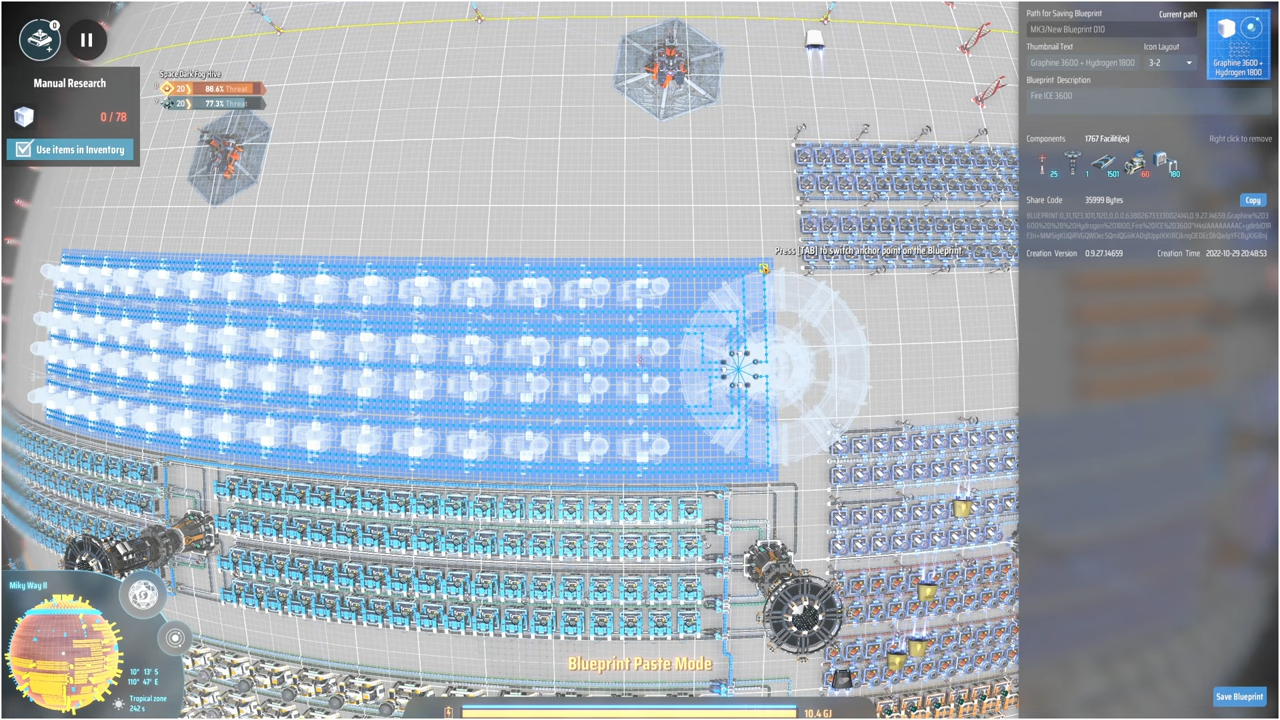 0
Manual Research
0 / 78
Use items in Inventory
Space Dark Fog Hive
20
88.6% Threat
20
77.3% Threat
Press [TAB] to switch anchor point on the Blueprint.
Miky Way II
10° 13' S
110° 47' E
Tropical zone
242 s
Blueprint Paste Mode
10.4 GJ
Path for Saving Blueprint
Current path
MK3/New Blueprint 010
Thumbnail Text
Icon Layout
Graphine 3600 + Hydrogen 1800
3-2
Graphine 3600 +
Hydrogen 1800
Blueprint Description
Fire ICE 3600
Components
1767 Facilit(ies)
Right click to remove
25
1
1501
60
180
Share Code
35999 Bytes
Copy
Creation Version
0.9.27.14659
Creation Time
2022-10-29 20:48:53
Save Blueprint